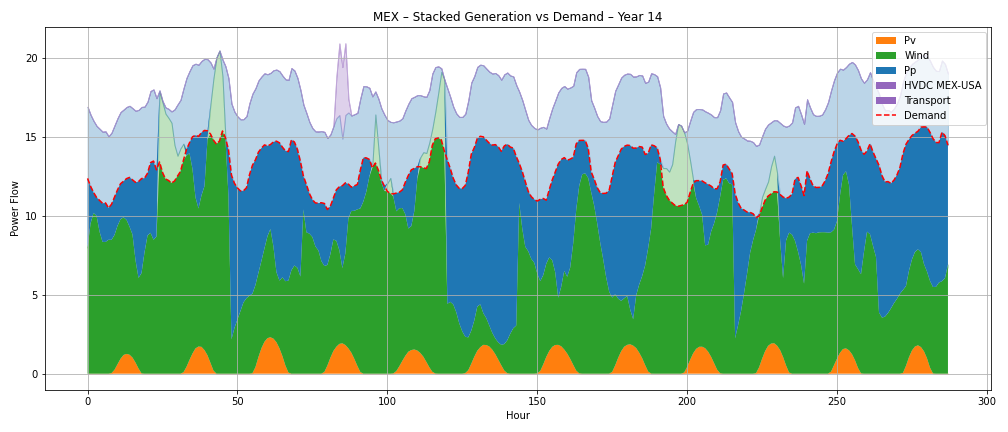 MEX – Stacked Generation vs Demand – Year 14
Power Flow
20
15
10
5
0
0 50 100 150 200 250 300
Hour
Pv
Wind
Pp
HVDC MEX-USA
Transport
Demand